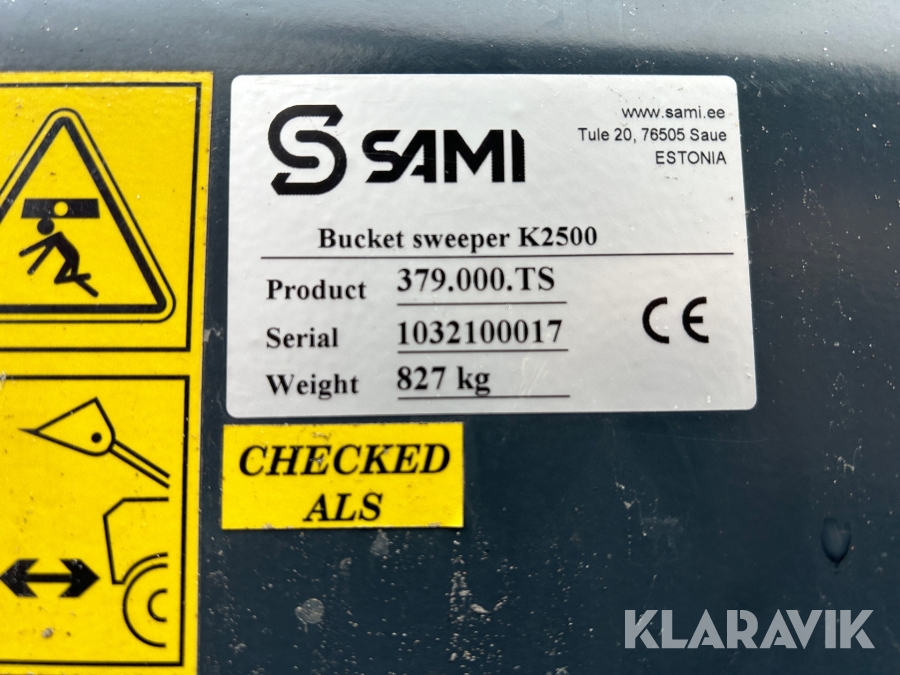 SAMI
www.sami.ee
Tule 20, 76505 Saue
ESTONIA
Bucket sweeper K2500
Product 379.000.TS
Serial 1032100017
Weight 827 kg
CE
CHECKED
ALS
KLARAVIK